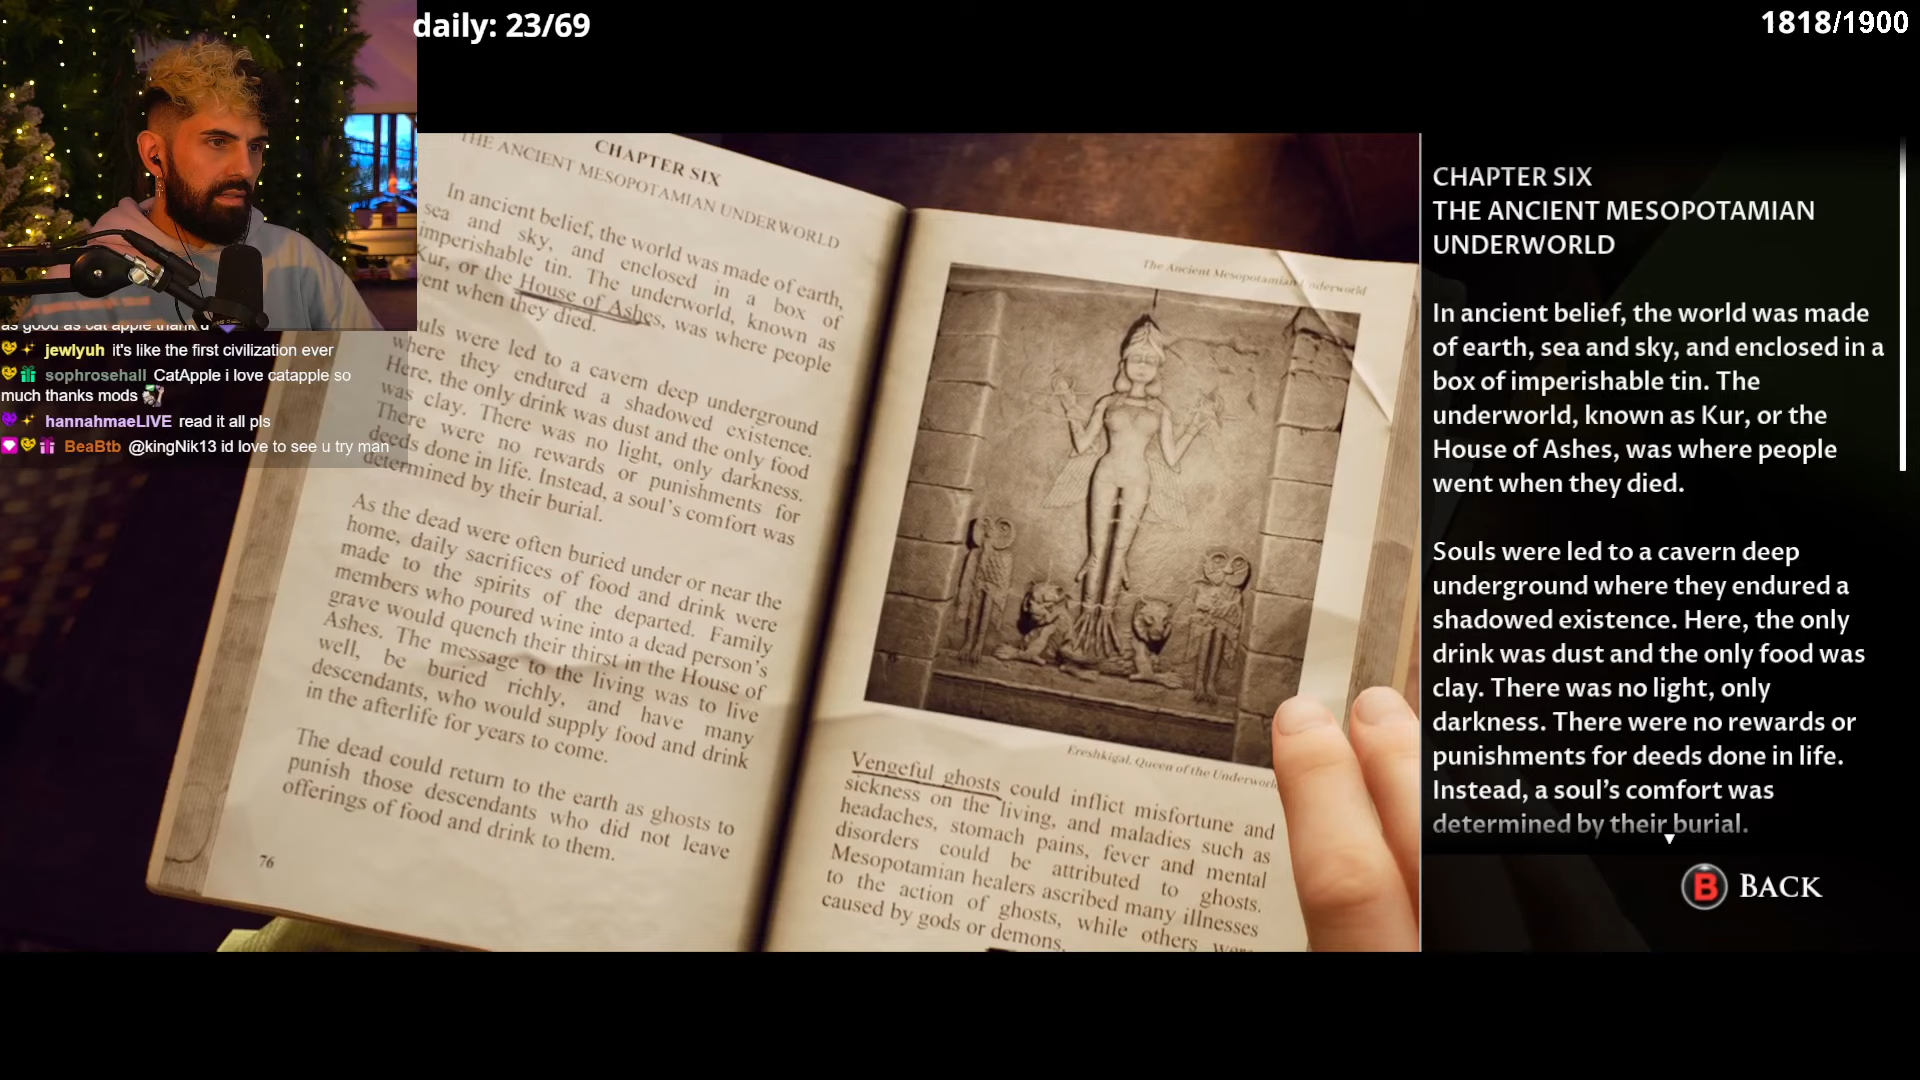 daily: 23/69
1818/1900
as good as cat apple thank u
jewlyuh it's like the first civilization ever
sophrosehall CatApple i love catapple so
much thanks mods
hannahmaeLIVE read it all pls
BeaBtb @kingNik13 id love to see u try man
CHAPTER SIX
THE ANCIENT MESOPOTAMIAN UNDERWORLD
In ancient belief, the world was made of earth,
sea and sky, and enclosed in a box of
imperishable tin. The underworld, known as
Kur, or the House of Ashes, was where people
went when they died.
uls were led to a cavern deep underground
where they endured a shadowed existence.
Here, the only drink was dust and the only food
was clay. There was no light, only darkness.
There were no rewards or punishments for
deeds done in life. Instead, a soul's comfort was
determined by their burial.
As the dead were often buried under or near the
home, daily sacrifices of food and drink were
made to the spirits of the departed. Family
members who poured wine into a dead person's
grave would quench their thirst in the House of
Ashes. The message to the living was to live
well, be buried richly, and have many
descendants, who would supply food and drink
in the afterlife for years to come.
The dead could return to the earth as ghosts to
punish those descendants who did not leave
offerings of food and drink to them.
76
The Ancient Mesopotamian Underworld
Ereshkigal, Queen of the Underworl
Vengeful ghosts could inflict misfortune and
sickness on the living, and maladies such as
headaches, stomach pains, fever and mental
disorders could be attributed to ghosts.
Mesopotamian healers ascribed many illnesses
to the action of ghosts, while others were
caused by gods or demons.
CHAPTER SIX
THE ANCIENT MESOPOTAMIAN
UNDERWORLD
In ancient belief, the world was made
of earth, sea and sky, and enclosed in a
box of imperishable tin. The
underworld, known as Kur, or the
House of Ashes, was where people
went when they died.
Souls were led to a cavern deep
underground where they endured a
shadowed existence. Here, the only
drink was dust and the only food was
clay. There was no light, only
darkness. There were no rewards or
punishments for deeds done in life.
Instead, a soul's comfort was
determined by their burial.
B BACK